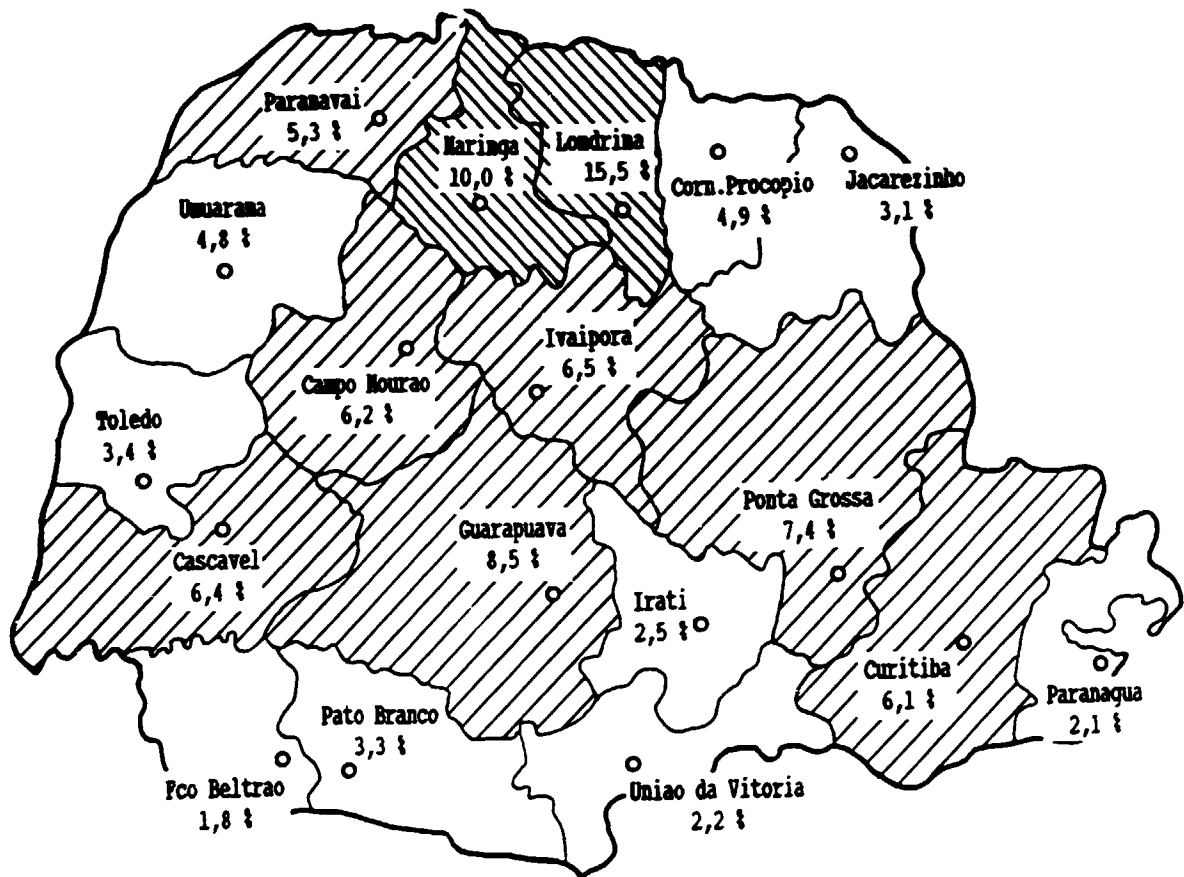 Paranavai
5,3 %
Maringa
10,0 %
Londrina
15,5 %
Corn.Procopio
4,9 %
Jacarezinho
3,1 %
Umuarama
4,8 %
Ivaipora
6,5 %
Campo Mourao
6,2 %
Toledo
3,4 %
Ponta Grossa
7,4 %
Guarapuava
8,5 %
Cascavel
6,4 %
Irati
2,5 %
Curitiba
6,1 %
Paranagua
2,1 %
Pato Branco
3,3 %
Fco Beltrao
1,8 %
Uniao da Vitoria
2,2 %